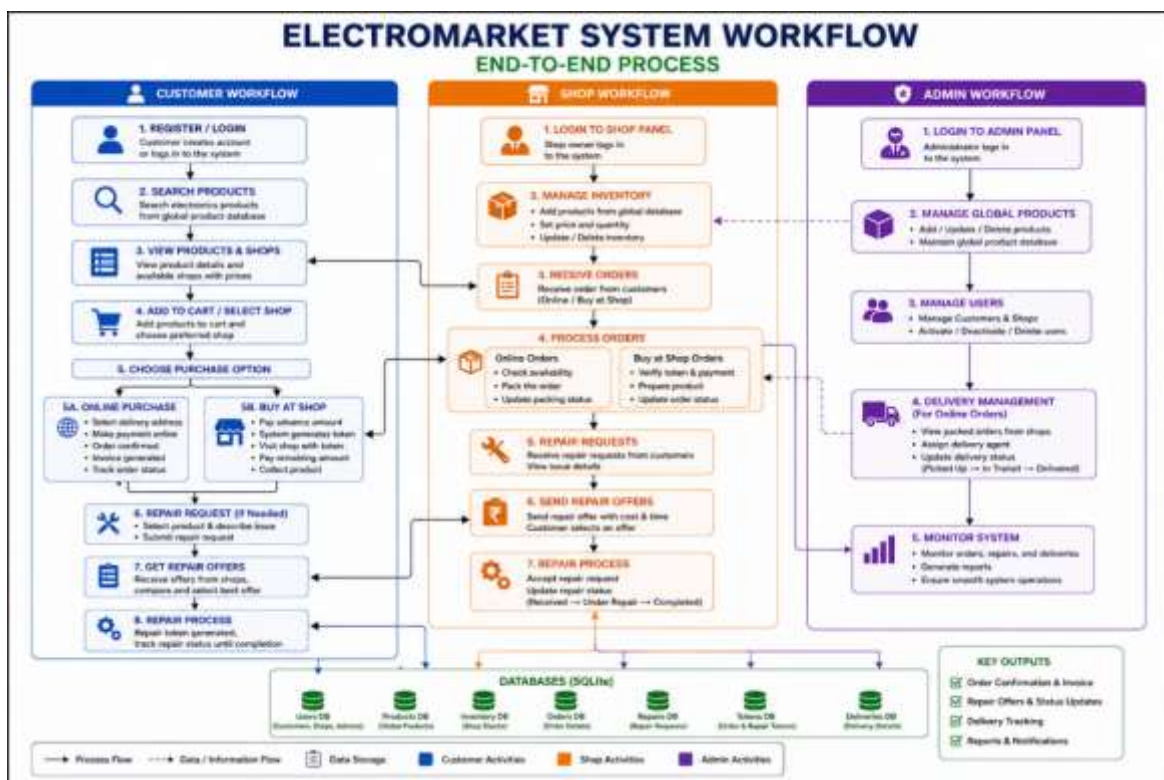 ELECTROMARKET SYSTEM WORKFLOW
END-TO-END PROCESS
CUSTOMER WORKFLOW
1. REGISTER / LOGIN
Customer creates account
or logs in to the system
2. SEARCH PRODUCTS
Search electronics products
from global product database
3. VIEW PRODUCTS & SHOPS
View product details and
available shops with prices
4. ADD TO CART / SELECT SHOP
Add products to cart and
choose preferred shop
5. CHOOSE PURCHASE OPTION
5A. ONLINE PURCHASE
• Select delivery address
• Make payment online
• Order confirmed
• Invoice generated
• Track order status
5B. BUY AT SHOP
• Pay advance amount
• System generates token
• Visit shop with token
• Pay remaining amount
• Collect product
6. REPAIR REQUEST (If Needed)
• Select product & describe issue
• Submit repair request
7. GET REPAIR OFFERS
Receive offers from shops,
compare and select best offer
8. REPAIR PROCESS
Repair token generated,
track repair status until completion
SHOP WORKFLOW
1. LOGIN TO SHOP PANEL
Shop owner logs in
to the system
2. MANAGE INVENTORY
• Add products from global database
• Set price and quantity
• Update / Delete inventory
3. RECEIVE ORDERS
Receive order from customers
(Online / Buy at Shop)
4. PROCESS ORDERS
Online Orders
• Check availability
• Pack the order
• Update packing status
Buy at Shop Orders
• Verify token & payment
• Prepare product
• Update order status
5. REPAIR REQUESTS
Receive repair requests from customers
View issue details
6. SEND REPAIR OFFERS
Send repair offer with cost & time
Customer selects an offer
7. REPAIR PROCESS
Accept repair request
Update repair status
(Received → Under Repair → Completed)
ADMIN WORKFLOW
1. LOGIN TO ADMIN PANEL
Administrator logs in
to the system
2. MANAGE GLOBAL PRODUCTS
• Add / Update / Delete products
• Maintain global product database
3. MANAGE USERS
• Manage Customers & Shops
• Activate / Deactivate / Delete users
4. DELIVERY MANAGEMENT
(For Online Orders)
• View packed orders from shops
• Assign delivery agent
• Update delivery status
(Picked Up → In Transit → Delivered)
5. MONITOR SYSTEM
• Monitor orders, repairs, and deliveries
• Generate reports
• Ensure smooth system operations
DATABASES (SQLite)
Users DB
(Customers, Shops, Admins)
Products DB
(Global Products)
Inventory DB
(Shop Stocks)
Orders DB
(Order Details)
Repairs DB
(Repair Requests)
Tokens DB
(Order & Repair Tokens)
Deliveries DB
(Delivery Details)
KEY OUTPUTS
Order Confirmation & Invoice
Repair Offers & Status Updates
Delivery Tracking
Reports & Notifications
Process Flow
Data / Information Flow
Data Storage
Customer Activities
Shop Activities
Admin Activities